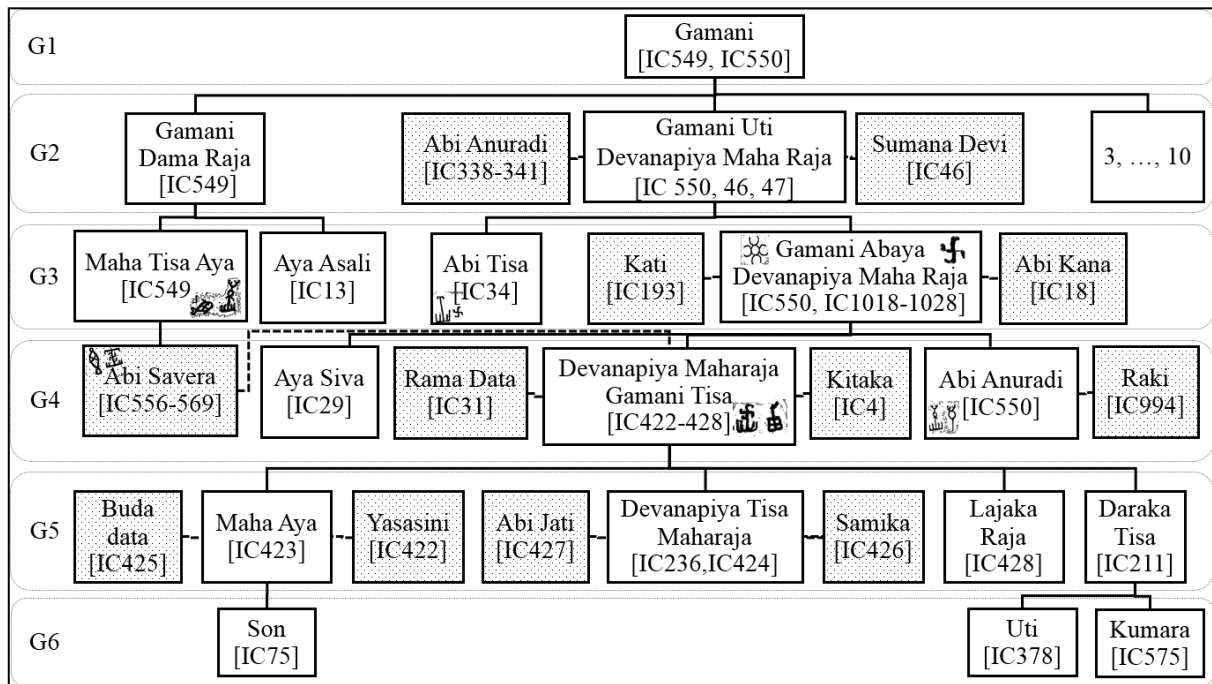 G1
Gamani
[IC549, IC550]
G2
Gamani
Dama Raja
[IC549]
Abi Anuradi
[IC338-341]
Gamani Uti
Devanapiya Maha Raja
[IC 550, 46, 47]
Sumana Devi
[IC46]
3, ..., 10
G3
Maha Tisa Aya
[IC549
Aya Asali
[IC13]
Abi Tisa
[IC34]
Kati
[IC193]
Gamani Abaya
Devanapiya Maha Raja
[IC550, IC1018-1028]
Abi Kana
[IC18]
G4
Abi Savera
[IC556-569]
Aya Siva
[IC29]
Rama Data
[IC31]
Devanapiya Maharaja
Gamani Tisa
[IC422-428]
Kitaka
[IC4]
Abi Anuradi
[IC550]
Raki
[IC994]
G5
Buda
data
[IC425]
Maha Aya
[IC423]
Yasasini
[IC422]
Abi Jati
[IC427]
Devanapiya Tisa
Maharaja
[IC236,IC424]
Samika
[IC426]
Lajaka
Raja
[IC428]
Daraka
Tisa
[IC211]
G6
Son
[IC75]
Uti
[IC378]
Kumara
[IC575]